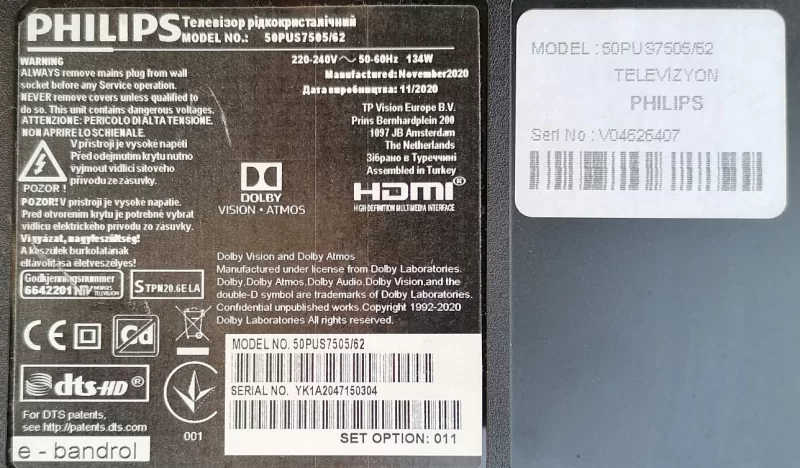 PHILIPS
Телевізор рідкокристалічний
MODEL NO.: 50PUS7505/62
220-240V ~ 50-60Hz 134W
Manufactured: November2020
Дата виробництва: 11/2020
TP Vision Europe B.V.
Prins Bernhardplein 200
1097 JB Amsterdam
The Netherlands
Зібрано в Туреччині
Assembled in Turkey
WARNING
ALWAYS remove mains plug from wall
socket before any Service operation.
NEVER remove covers unless qualified to
do so. This unit contains dangerous voltages.
ATTENZIONE: PERICOLO DI ALTA TENSIONE.
NON APRIRE LO SCHIENALE.
V přístroji je vysoké napětí
Před odejmutím krytu nutno
vyjmout vidlici síťového
přívodu ze zásuvky.
POZOR !
POZOR! V prístroji je vysoké napätie.
Pred otvorením krytu je potrebné vybrať
vidlicu elektrického prívodu zo zásuvky.
Vigyázat, nagyfeszültség!
A készülék burkolatának
eltávolítása életveszélyes!
DOLBY
VISION · ATMOS
HDMI®
HIGH DEFINITION MULTIMEDIA INTERFACE
Godkjenningsnummer
6642201 NTV NORGES TELEVISION
S TPN20.6E LA
Dolby Vision and Dolby Atmos
Manufactured under license from Dolby Laboratories.
Dolby,Dolby Atmos,Dolby Audio,Dolby Vision,and the
double-D symbol are trademarks of Dolby Laboratories.
Confidential unpublished works.Copyright 1992-2020
Dolby Laboratories All rights reserved.
CE
Cd
dts-HD®
For DTS patents,
see http://patents.dts.com
e - bandrol
001
MODEL NO. 50PUS7505/62
SERIAL NO. YK1A2047150304
SET OPTION: 011
MODEL : 50PUS7505/62
TELEVİZYON
PHILIPS
Seri No : V04626407